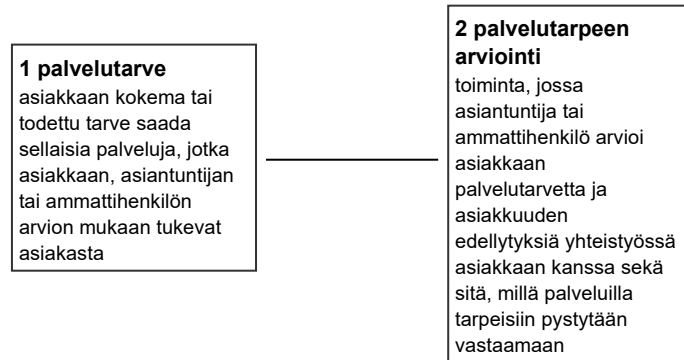 1 palvelutarve
asiakkaan kokema tai
todettu tarve saada
sellaisia palveluja, jotka
asiakkaan, asiantuntijan
tai ammattihenkilön
arvion mukaan tukevat
asiakasta
2 palvelutarpeen
arviointi
toiminta, jossa
asiantuntija tai
ammattihenkilö arvioi
asiakkaan
palvelutarvetta ja
asiakkuuden
edellytyksiä yhteistyössä
asiakkaan kanssa sekä
sitä, millä palveluilla
tarpeisiin pystytään
vastaamaan